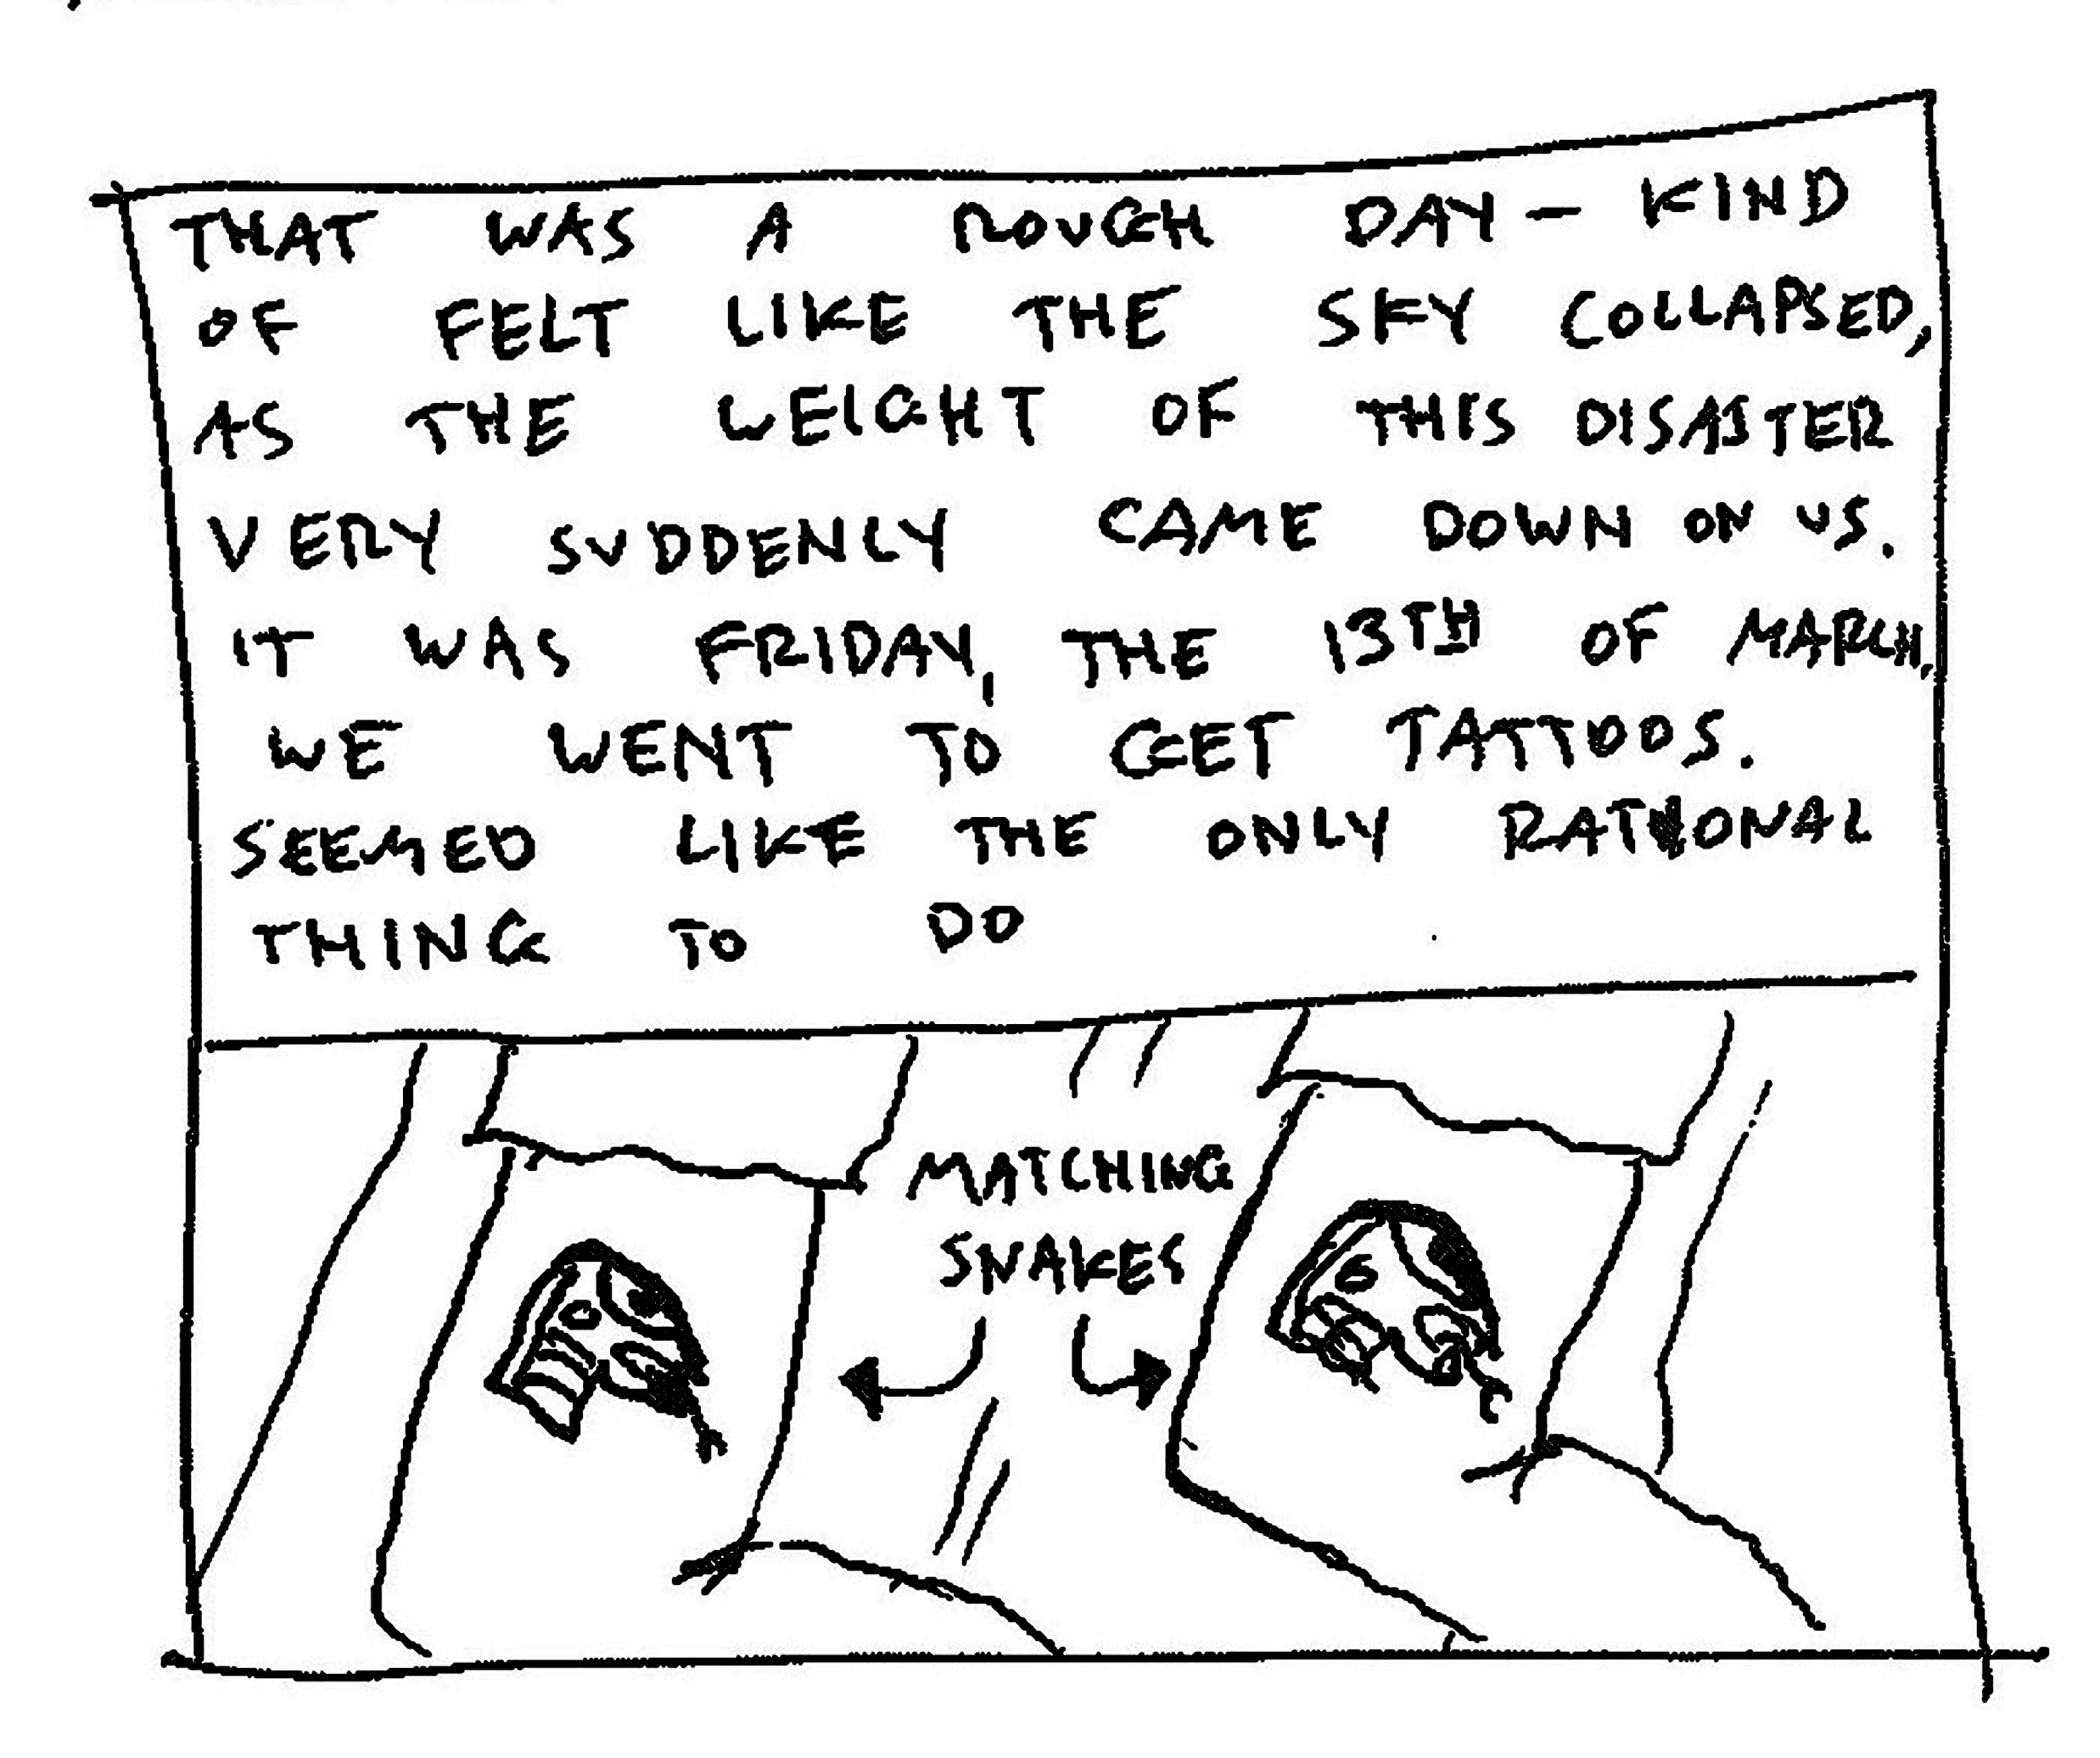 THAT WAS A ROUGH DAY – KIND
OF FELT LIKE THE SKY COLLAPSED,
AS THE WEIGHT OF THIS DISASTER
VERY SUDDENLY CAME DOWN ON US.
IT WAS FRIDAY, THE 13TH OF MARCH.
WE WENT TO GET TATTOOS.
SEEMED LIKE THE ONLY RATIONAL
THING TO DO
MATCHING
SNAKES